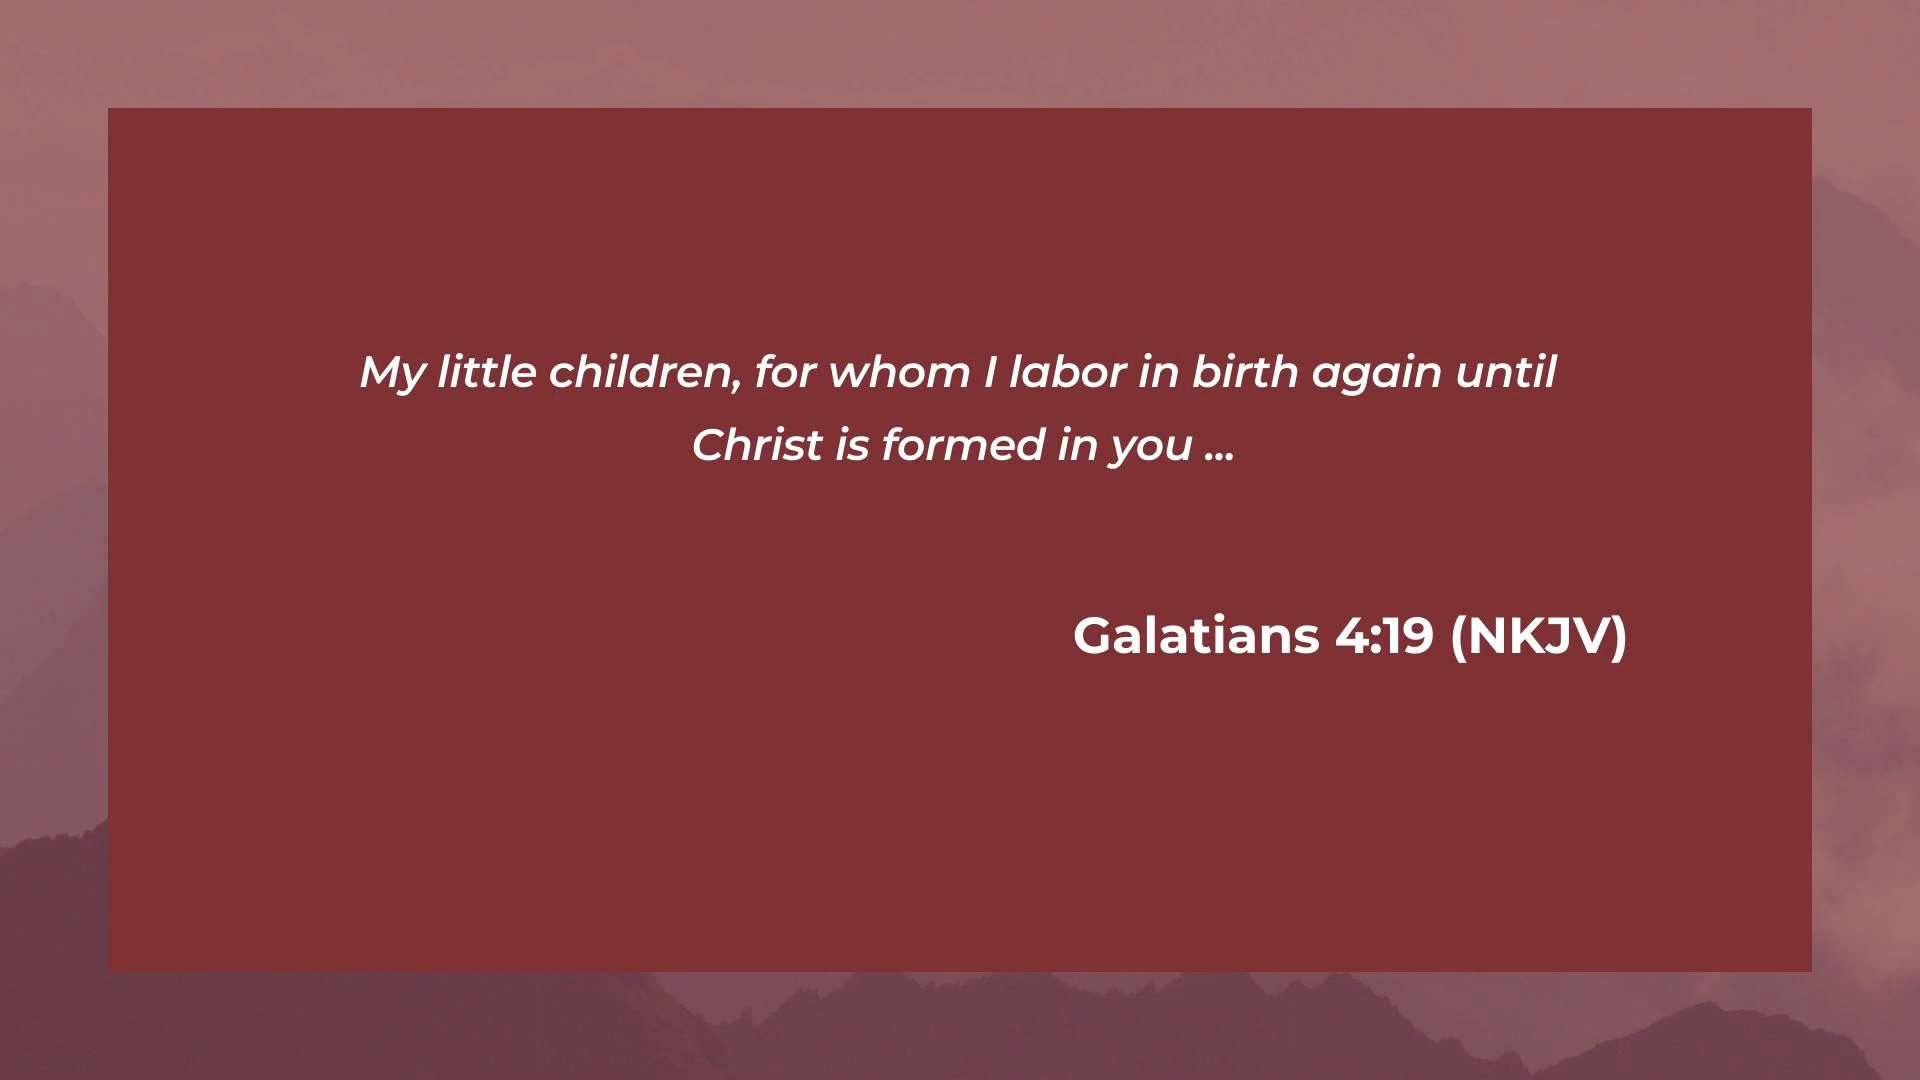 My little children, for whom I labor in birth again until
Christ is formed in you ...
Galatians 4:19 (NKJV)